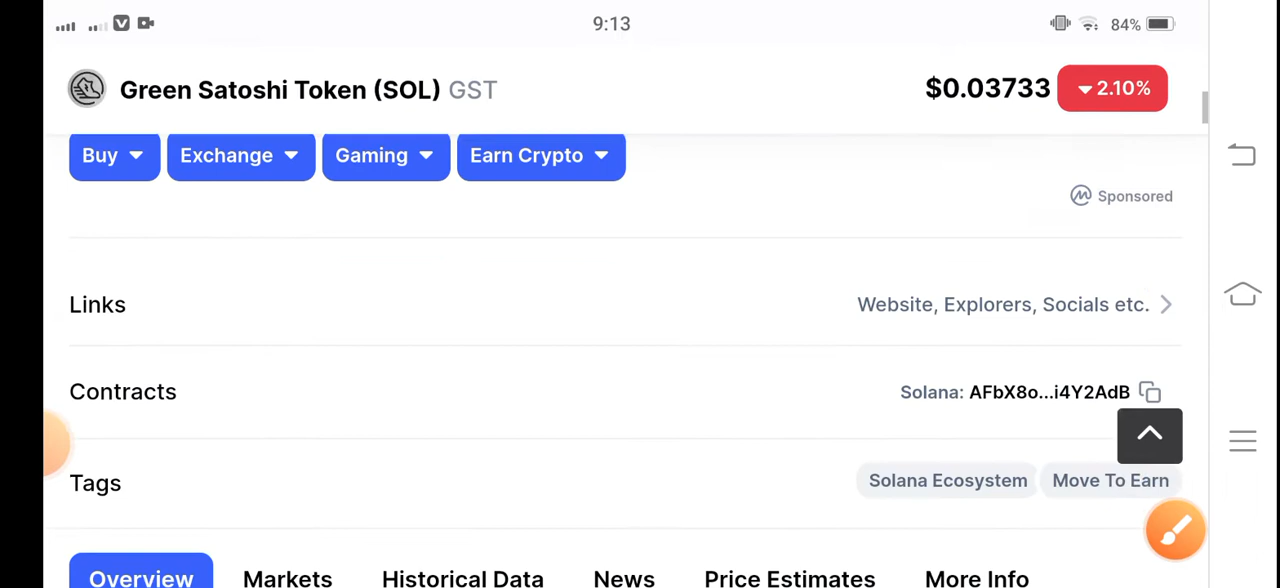 9:13 84%
Green Satoshi Token (SOL) GST $0.03733 2.10%
Buy Exchange Gaming Earn Crypto
Sponsored
Links Website, Explorers, Socials etc.
Contracts Solana: AFbX8o...i4Y2AdB
Tags Solana Ecosystem Move To Earn
Overview Markets Historical Data News Price Estimates More Info